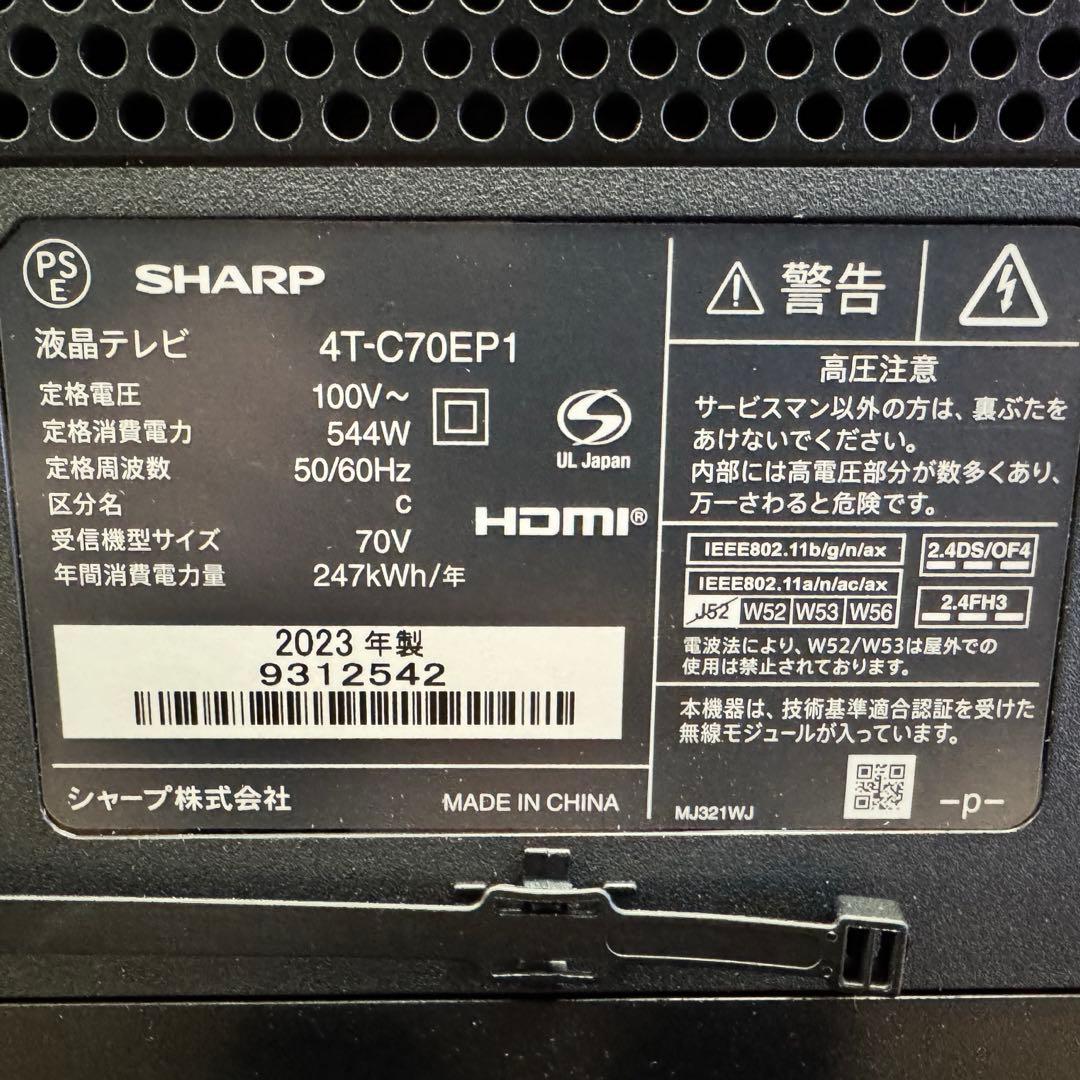 PSE
SHARP
液晶テレビ 4T-C70EP1
定格電圧 100V～
定格消費電力 544W
定格周波数 50/60Hz
区分名 C
受信機型サイズ 70V
年間消費電力量 247kWh/年
UL Japan
HDMI®
2023 年製
9312542
シャープ株式会社 MADE IN CHINA
警告
高圧注意
サービスマン以外の方は、裏ぶたを
あけないでください。
内部には高電圧部分が数多くあり、
万一さわると危険です。
IEEE802.11b/g/n/ax
IEEE802.11a/n/ac/ax
J52 W52 W53 W56
2.4DS/OF4
2.4FH3
電波法により、W52/W53は屋外での
使用は禁止されております。
本機器は、技術基準適合認証を受けた
無線モジュールが入っています。
MJ321WJ -p-